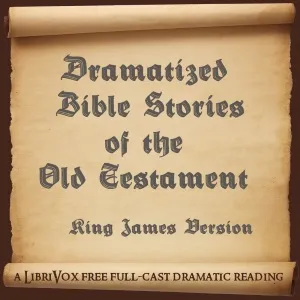 Dramatized
Bible Stories
of the
Old Testament
King James Version
A LIBRIVOX FREE FULL-CAST DRAMATIC READING